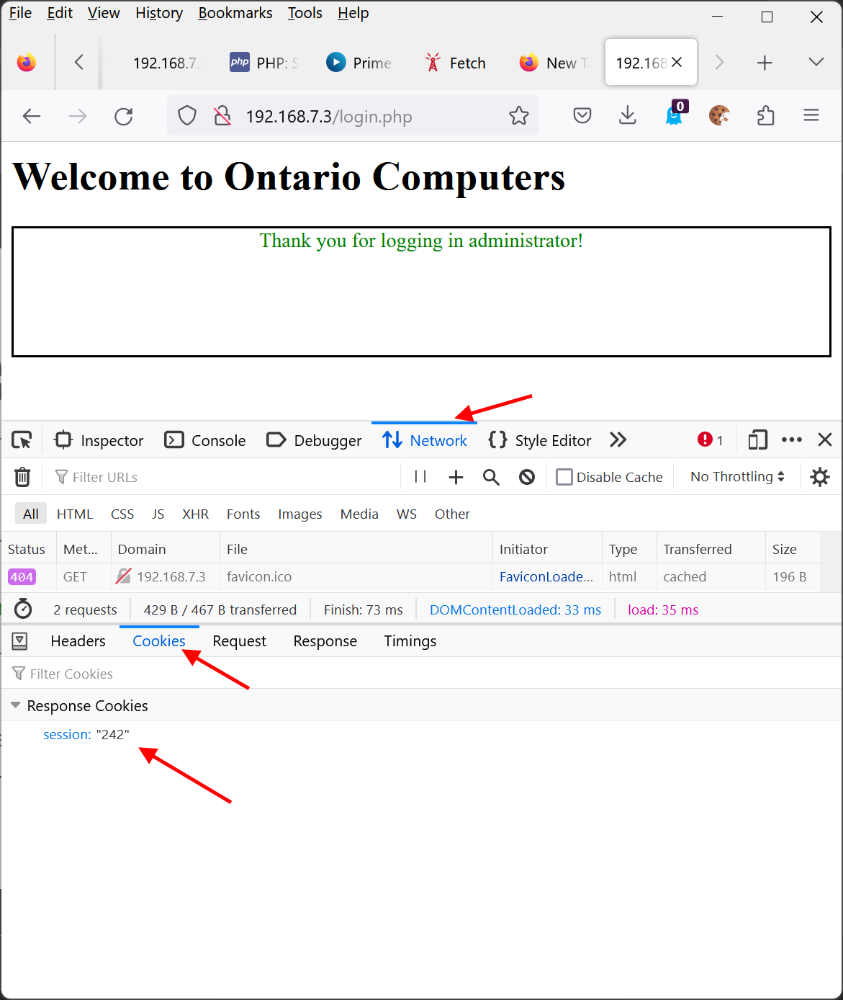 File Edit View History Bookmarks Tools Help
192.168.7. php PHP: S Prime Fetch New T 192.168
192.168.7.3/login.php 0
Welcome to Ontario Computers
Thank you for logging in administrator!
Inspector Console Debugger Network Style Editor 1
Filter URLs Disable Cache No Throttling
All HTML CSS JS XHR Fonts Images Media WS Other
Status Met... Domain File Initiator Type Transferred Size
404 GET 192.168.7.3 favicon.ico FaviconLoade... html cached 196 B
2 requests 429 B / 467 B transferred Finish: 73 ms DOMContentLoaded: 33 ms load: 35 ms
Headers Cookies Request Response Timings
Filter Cookies
Response Cookies
session: "242"